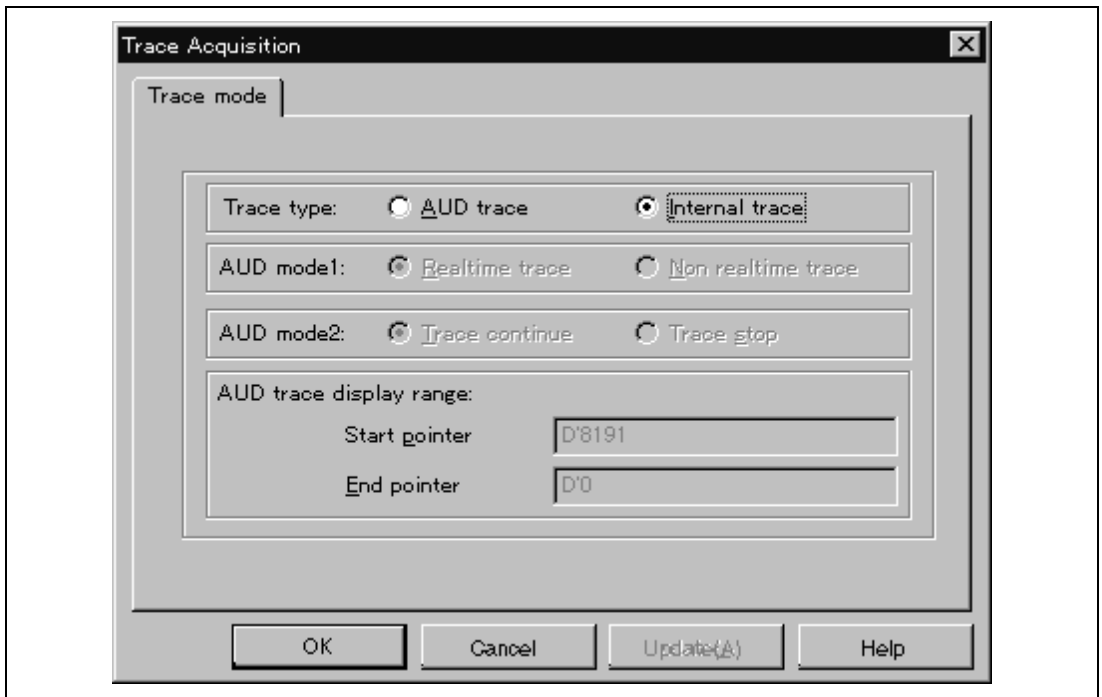 Trace Acquisition
Trace mode
Trace type: AUD trace Internal trace
AUD mode1: Realtime trace Non realtime trace
AUD mode2: Trace continue Trace stop
AUD trace display range:
Start pointer D'8191
End pointer D'0
OK Cancel Update(A) Help